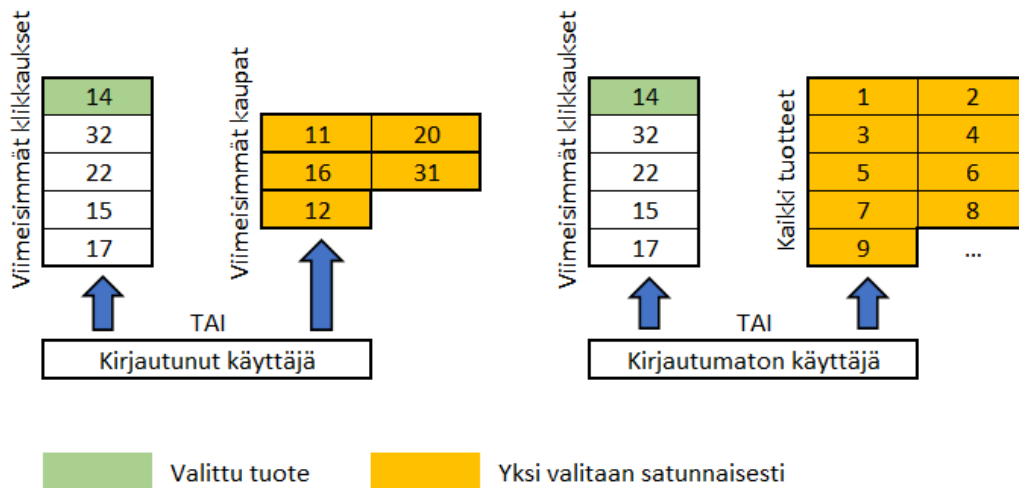 Viimeisimmät klikkaukset
14
32
22
15
17
Viimeisimmät kaupat
11 20
16 31
12
TAI
Kirjautunut käyttäjä
Viimeisimmät klikkaukset
14
32
22
15
17
Kaikki tuotteet
1 2
3 4
5 6
7 8
9 ...
TAI
Kirjautumaton käyttäjä
Valittu tuote
Yksi valitaan satunnaisesti